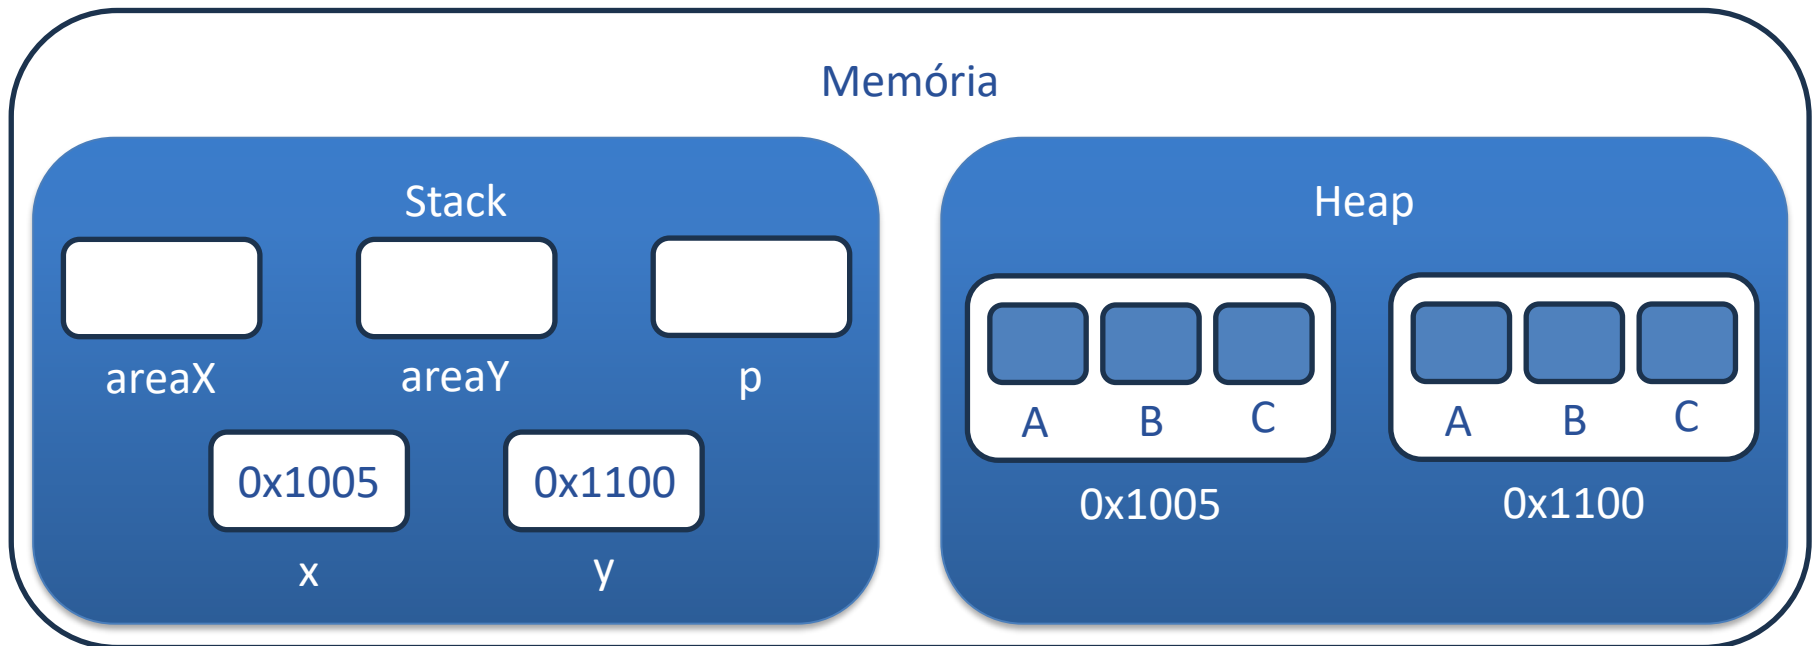 Memória
Stack
areaX
areaY
p
0x1005
0x1100
x
y
Heap
A B C
0x1005
A B C
0x1100